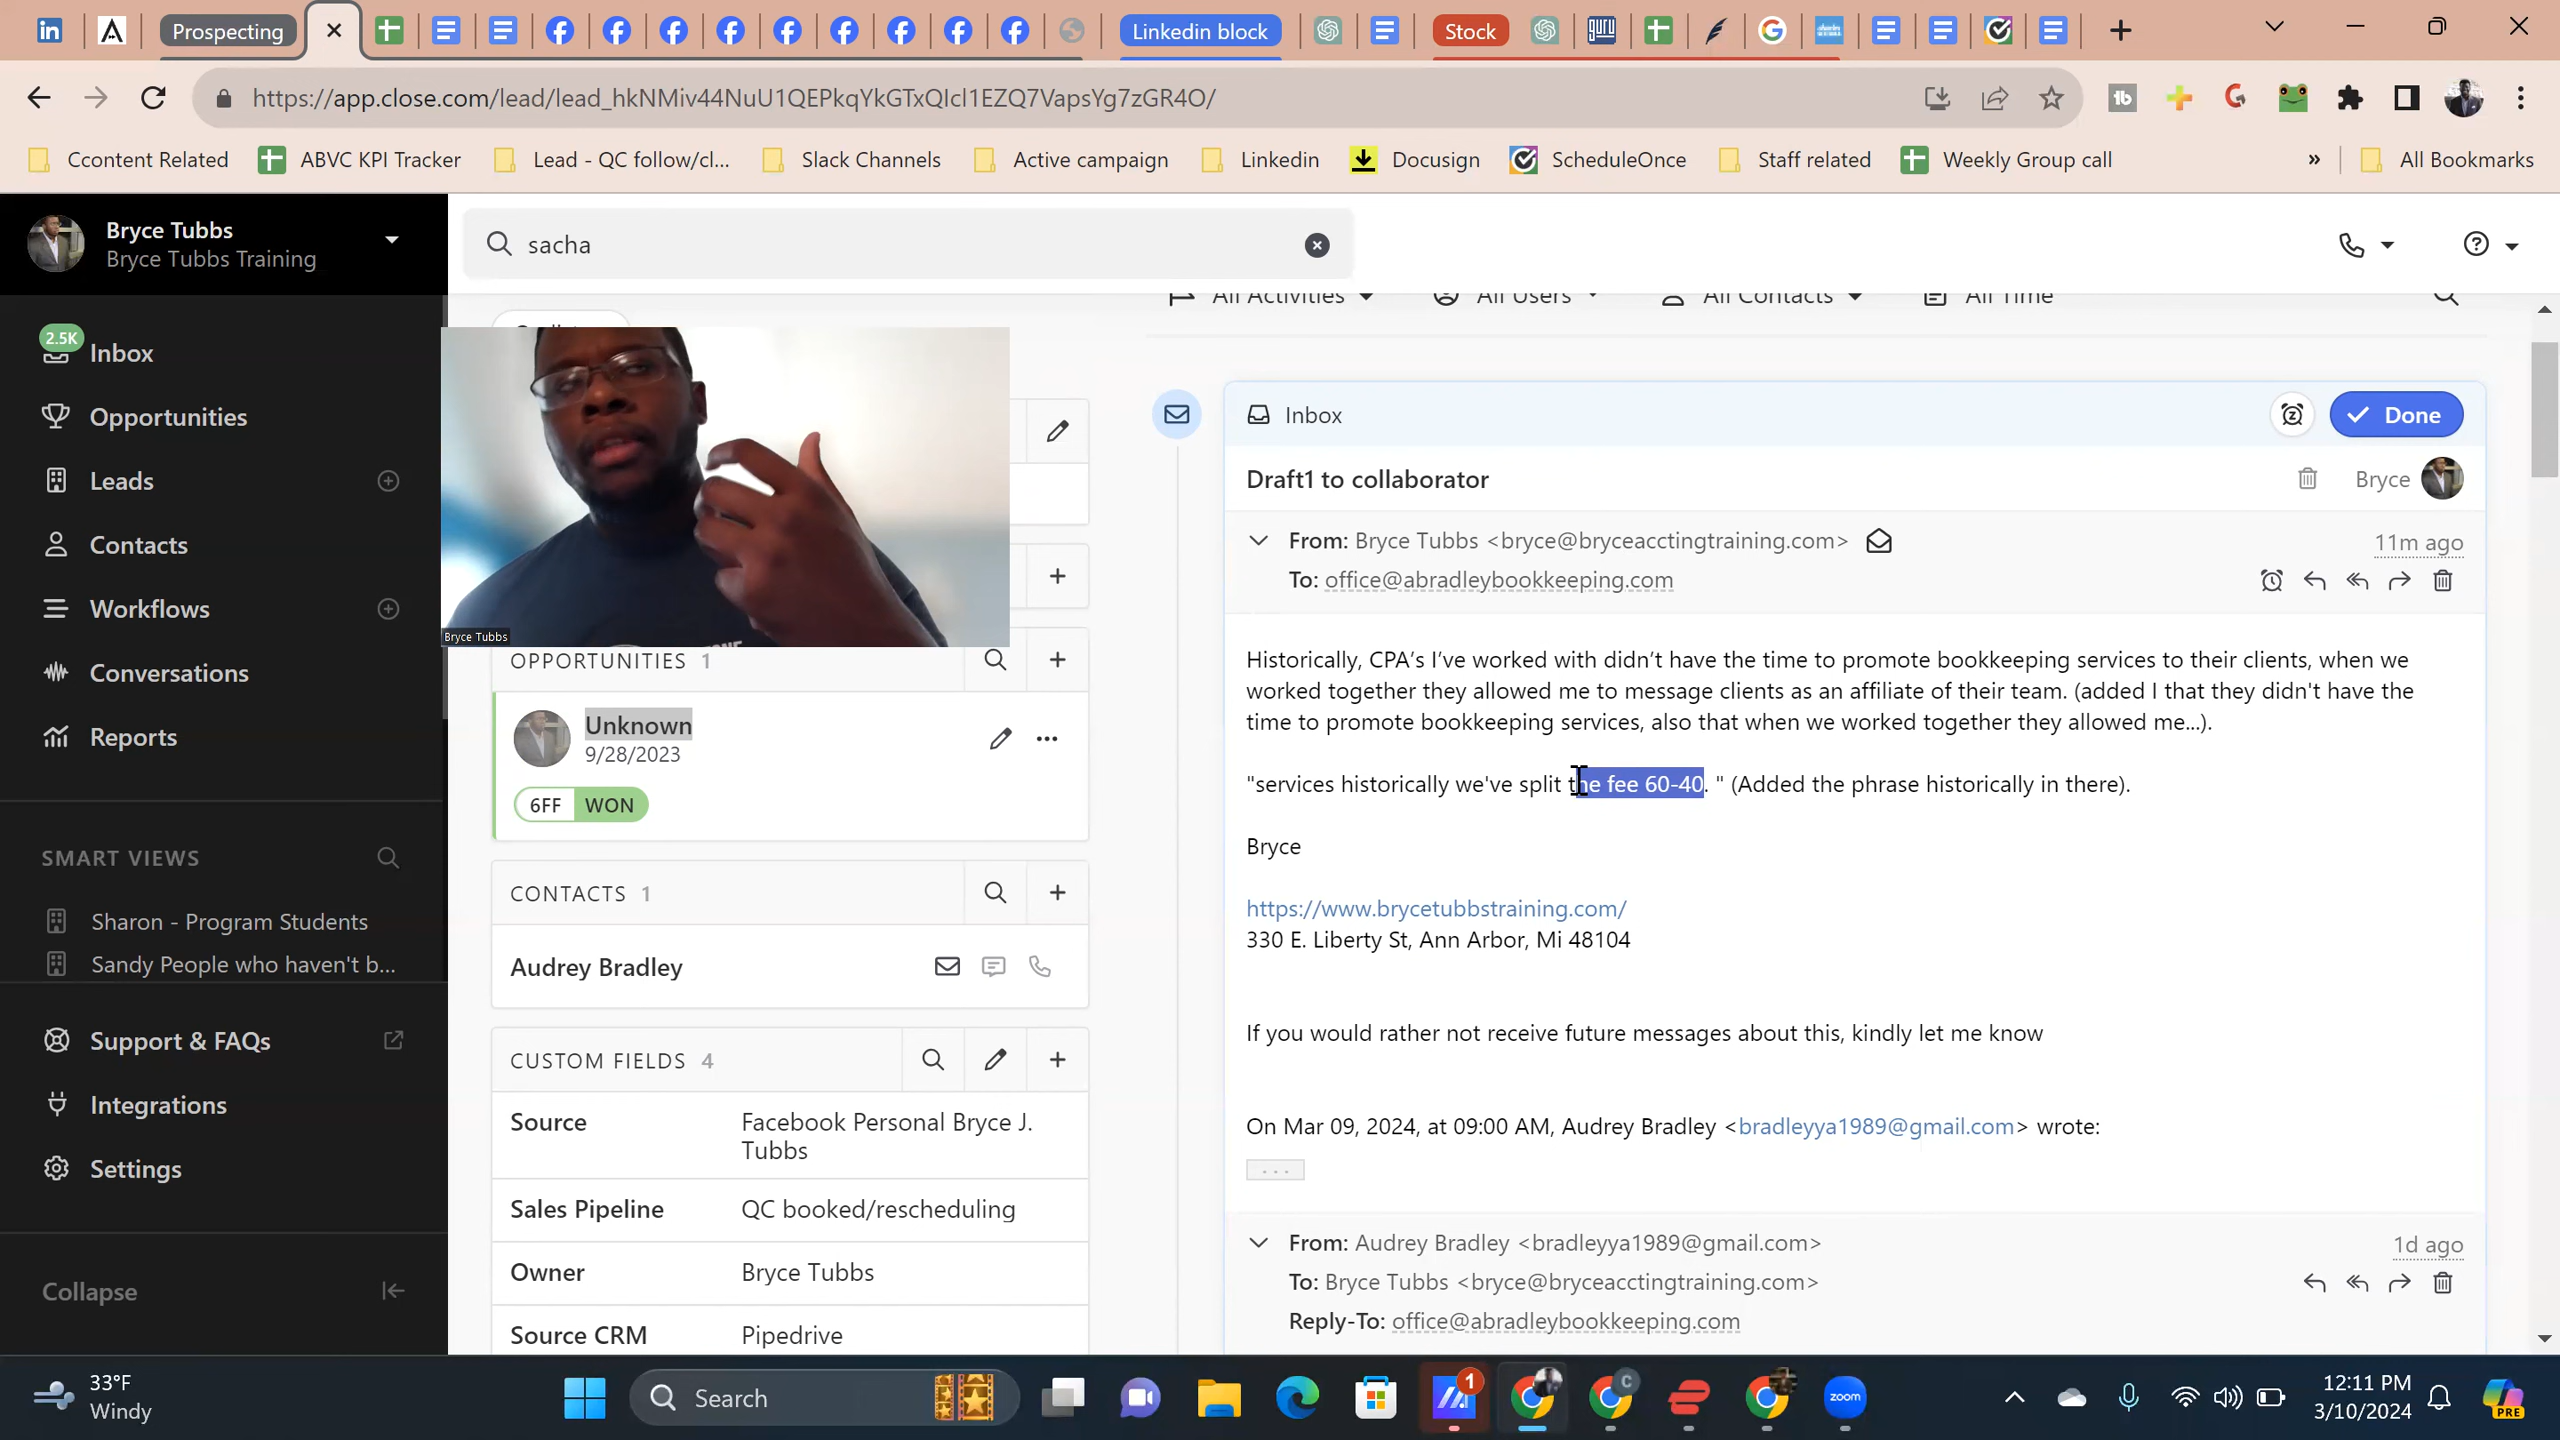 Prospecting
Linkedin block
Stock
https://app.close.com/lead/lead_hkNMiv44NuU1QEPkqYkGTxQIcl1EZQ7VapsYg7zGR4O/
Ccontent Related
ABVC KPI Tracker
Lead - QC follow/cl...
Slack Channels
Active campaign
Linkedin
Docusign
ScheduleOnce
Staff related
Weekly Group call
»
All Bookmarks
Bryce Tubbs
Bryce Tubbs Training
sacha
2.5K
Inbox
Opportunities
Leads
Contacts
Workflows
Conversations
Reports
SMART VIEWS
Sharon - Program Students
Sandy People who haven't b...
Support & FAQs
Integrations
Settings
Collapse
Bryce Tubbs
OPPORTUNITIES 1
Unknown
9/28/2023
6FF WON
CONTACTS 1
Audrey Bradley
CUSTOM FIELDS 4
Source Facebook Personal Bryce J.
Tubbs
Sales Pipeline QC booked/rescheduling
Owner Bryce Tubbs
Source CRM Pipedrive
All Activities All Users All Contacts All Time
Inbox
Done
Draft1 to collaborator
Bryce
From: Bryce Tubbs <bryce@bryceacctingtraining.com>
11m ago
To: office@abradleybookkeeping.com
Historically, CPA's I've worked with didn't have the time to promote bookkeeping services to their clients, when we
worked together they allowed me to message clients as an affiliate of their team. (added I that they didn't have the
time to promote bookkeeping services, also that when we worked together they allowed me...).
"services historically we've split the fee 60-40. " (Added the phrase historically in there).
Bryce
https://www.brycetubbstraining.com/
330 E. Liberty St, Ann Arbor, Mi 48104
If you would rather not receive future messages about this, kindly let me know
On Mar 09, 2024, at 09:00 AM, Audrey Bradley <bradleyya1989@gmail.com> wrote:
...
From: Audrey Bradley <bradleyya1989@gmail.com>
1d ago
To: Bryce Tubbs <bryce@bryceacctingtraining.com>
Reply-To: office@abradleybookkeeping.com
33°F
Windy
Search
1
zoom
12:11 PM
3/10/2024
PRE